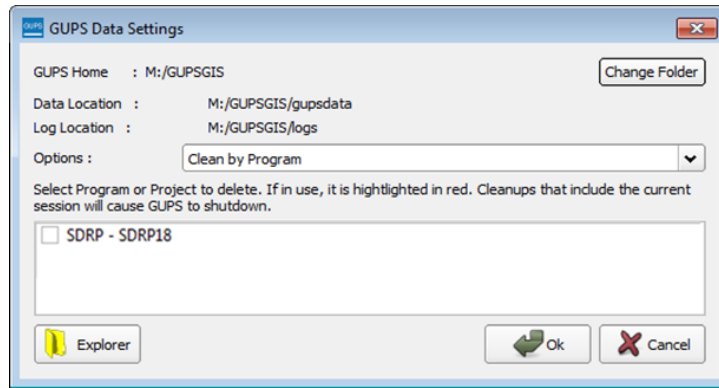 GUPS GUPS Data Settings
GUPS Home : M:/GUPSGIS Change Folder
Data Location : M:/GUPSGIS/gupsdata
Log Location : M:/GUPSGIS/logs
Options : Clean by Program
Select Program or Project to delete. If in use, it is hightlighted in red. Cleanups that include the current
session will cause GUPS to shutdown.
SDRP - SDRP18
Explorer Ok Cancel